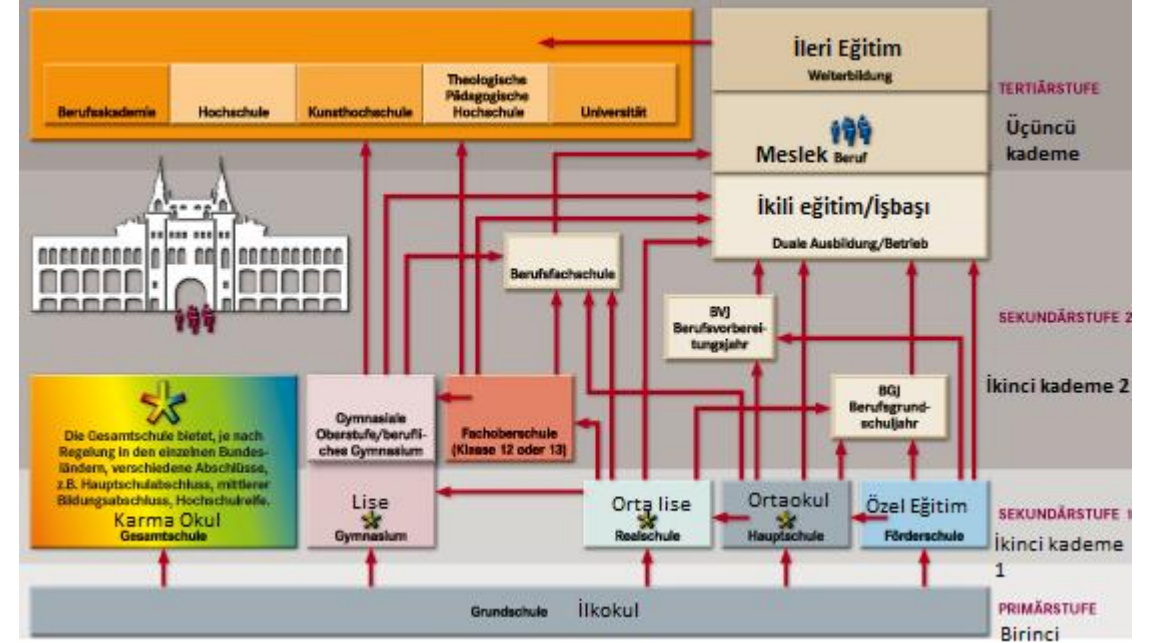 İleri Eğitim
Weiterbildung
Berufsakademie
Hochschule
Kunsthochschule
Theologische
Pädagogische
Hochschule
Universität
TERTIÄRSTUFE
Üçüncü
kademe
Meslek Beruf
İkili eğitim/İşbaşı
Duale Ausbildung/Betrieb
Berufsfachschule
BVJ
Berufsvorberei-
tungsjahr
SEKUNDÄRSTUFE 2
İkinci kademe 2
BGJ
Berufsgrund-
schuljahr
Die Gesamtschule bietet, je nach
Regelung in den einzelnen Bundes-
ländern, verschiedene Abschlüsse,
z.B. Hauptschulabschluss, mittlerer
Bildungsabschluss, Hochschulreife.
Karma Okul
Gesamtschule
Gymnasiale
Oberstufe/berufli-
ches Gymnasium
Fachoberschule
(Klasse 12 oder 13)
Lise
Gymnasium
Orta lise
Realschule
Ortaokul
Hauptschule
Özel Eğitim
Förderschule
SEKUNDÄRSTUFE 1
İkinci kademe
1
Grundschule İlkokul
PRIMÄRSTUFE
Birinci